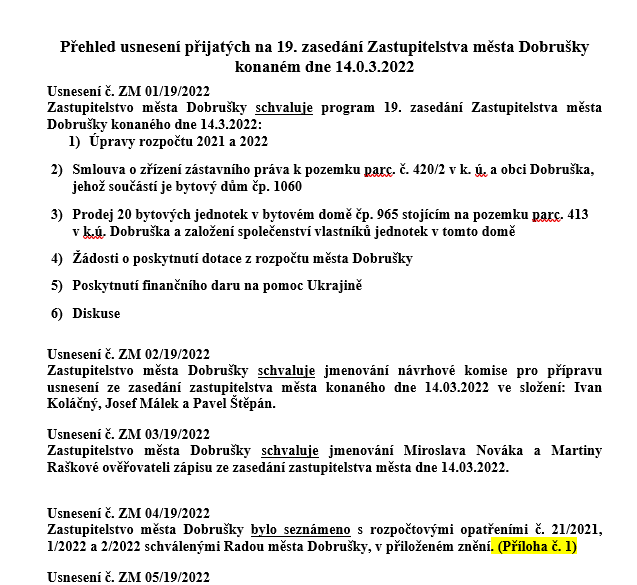 Přehled usnesení přijatých na 19. zasedání Zastupitelstva města Dobrušky
konaném dne 14.0.3.2022
Usnesení č. ZM 01/19/2022
Zastupitelstvo města Dobrušky schvaluje program 19. zasedání Zastupitelstva města
Dobrušky konaného dne 14.3.2022:
1) Úpravy rozpočtu 2021 a 2022
2) Smlouva o zřízení zástavního práva k pozemku parc. č. 420/2 v k. ú. a obci Dobruška,
jehož součástí je bytový dům čp. 1060
3) Prodej 20 bytových jednotek v bytovém domě čp. 965 stojícím na pozemku parc. 413
v k.ú. Dobruška a založení společenství vlastníků jednotek v tomto domě
4) Žádosti o poskytnutí dotace z rozpočtu města Dobrušky
5) Poskytnutí finančního daru na pomoc Ukrajině
6) Diskuse
Usnesení č. ZM 02/19/2022
Zastupitelstvo města Dobrušky schvaluje jmenování návrhové komise pro přípravu
usnesení ze zasedání zastupitelstva města konaného dne 14.03.2022 ve složení: Ivan
Koláčný, Josef Málek a Pavel Štěpán.
Usnesení č. ZM 03/19/2022
Zastupitelstvo města Dobrušky schvaluje jmenování Miroslava Nováka a Martiny
Raškové ověřovateli zápisu ze zasedání zastupitelstva města dne 14.03.2022.
Usnesení č. ZM 04/19/2022
Zastupitelstvo města Dobrušky bylo seznámeno s rozpočtovými opatřeními č. 21/2021,
1/2022 a 2/2022 schválenými Radou města Dobrušky, v přiloženém znění. (Příloha č. 1)
Usnesení č. ZM 05/19/2022